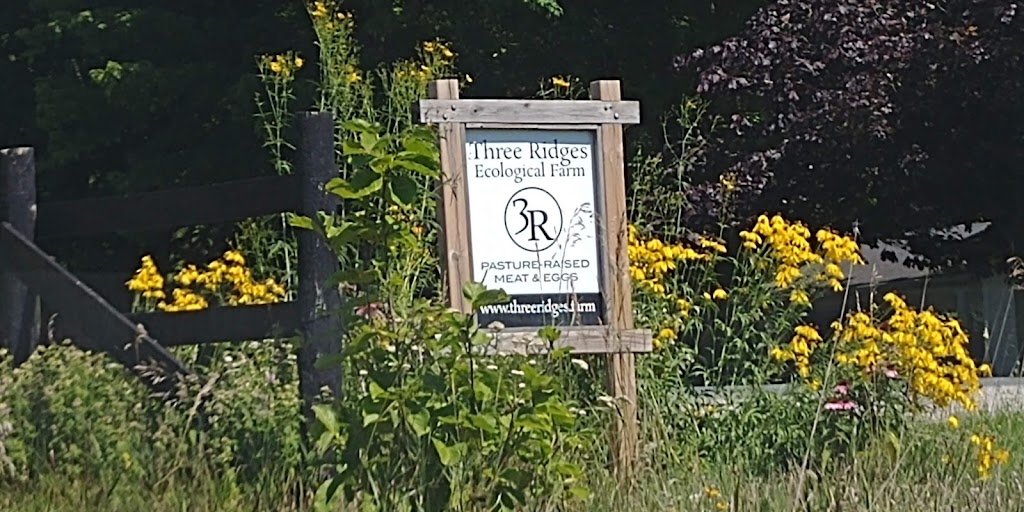 Three Ridges
Ecological Farm
3R
PASTURE-RAISED
MEAT & EGGS
www.threeridges.farm